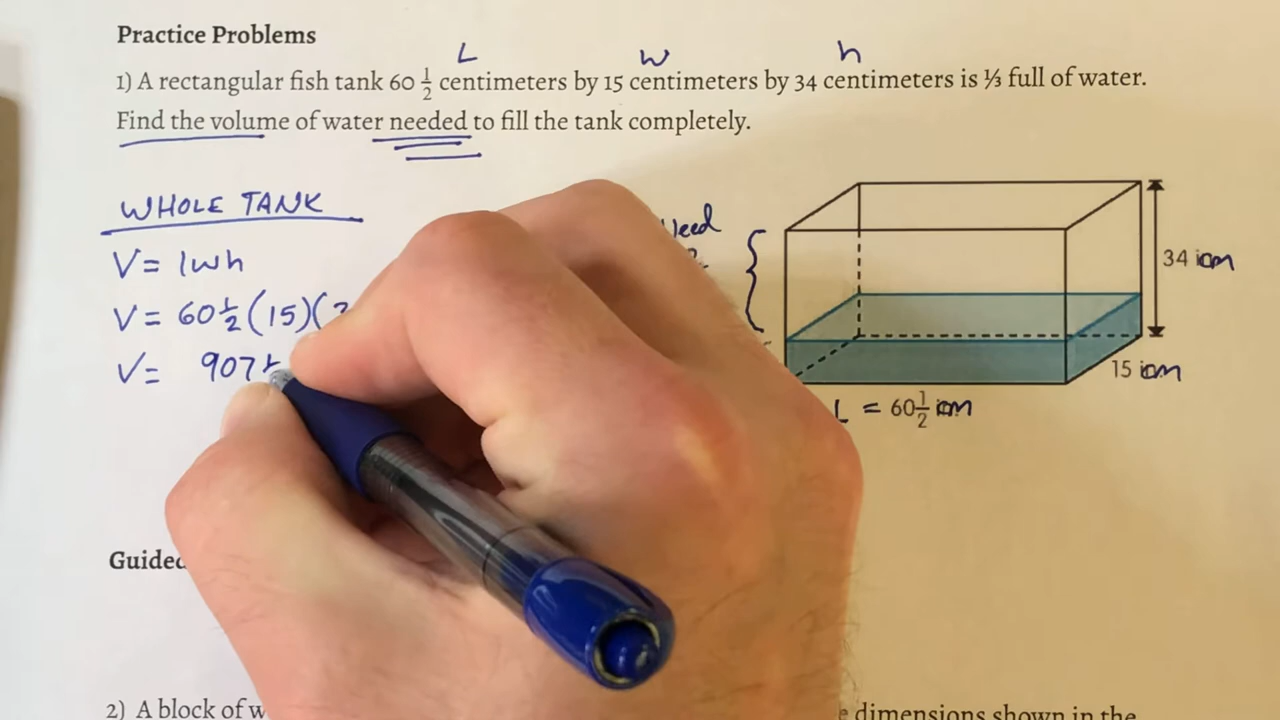 Practice Problems
L w h
1) A rectangular fish tank 60 1/2 centimeters by 15 centimeters by 34 centimeters is ⅓ full of water.
Find the volume of water needed to fill the tank completely.
WHOLE TANK
V= lwh
V= 60 1/2 (15)(
V= 907
34 cm
15 cm
L = 60 1/2 cm
2) A block of
dimensions shown in the